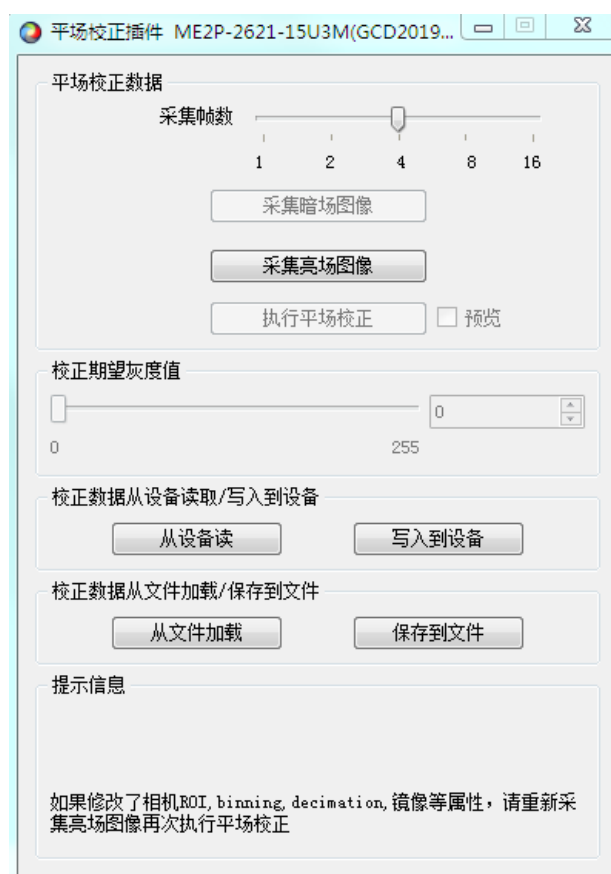 平场校正插件 ME2P-2621-15U3M(GCD2019...
平场校正数据
采集帧数
1 2 4 8 16
采集暗场图像
采集亮场图像
执行平场校正 预览
校正期望灰度值
0
0 255
校正数据从设备读取/写入到设备
从设备读 写入到设备
校正数据从文件加载/保存到文件
从文件加载 保存到文件
提示信息
如果修改了相机ROI, binning, decimation, 镜像等属性，请重新采
集亮场图像再次执行平场校正